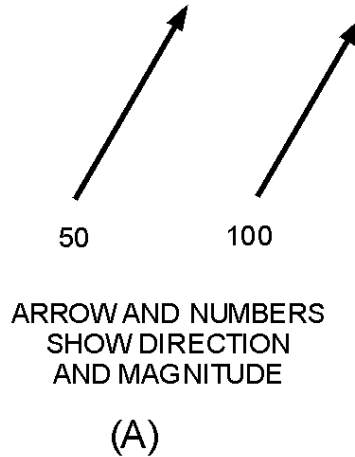 50 100
ARROW AND NUMBERS
SHOW DIRECTION
AND MAGNITUDE
(A)